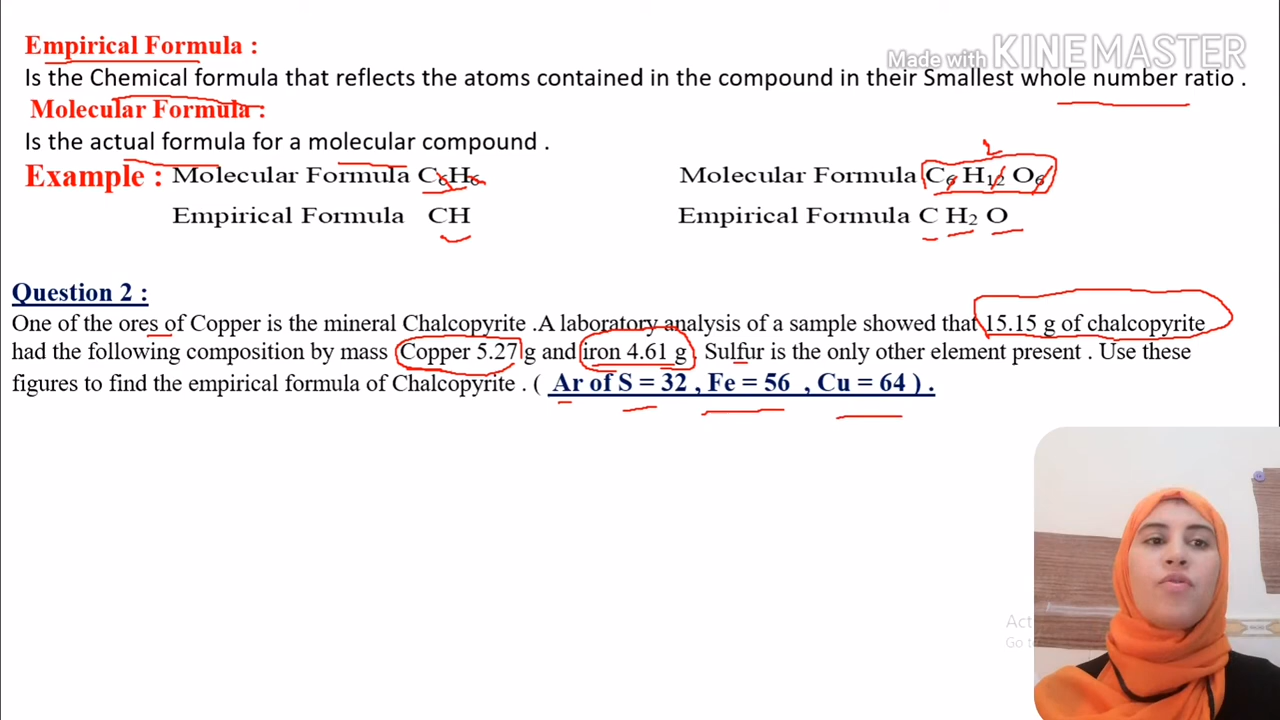 Empirical Formula :
Made with KINEMASTER
Is the Chemical formula that reflects the atoms contained in the compound in their Smallest whole number ratio .
Molecular Formula :
Is the actual formula for a molecular compound .
2
Example : Molecular Formula C₆H₆ Molecular Formula C₆ H₁₂ O₆
Empirical Formula CH Empirical Formula C H₂ O
Question 2 :
One of the ores of Copper is the mineral Chalcopyrite .A laboratory analysis of a sample showed that 15.15 g of chalcopyrite
had the following composition by mass Copper 5.27 g and iron 4.61 g Sulfur is the only other element present . Use these
figures to find the empirical formula of Chalcopyrite . ( Ar of S = 32 , Fe = 56 , Cu = 64 ) .
Go to